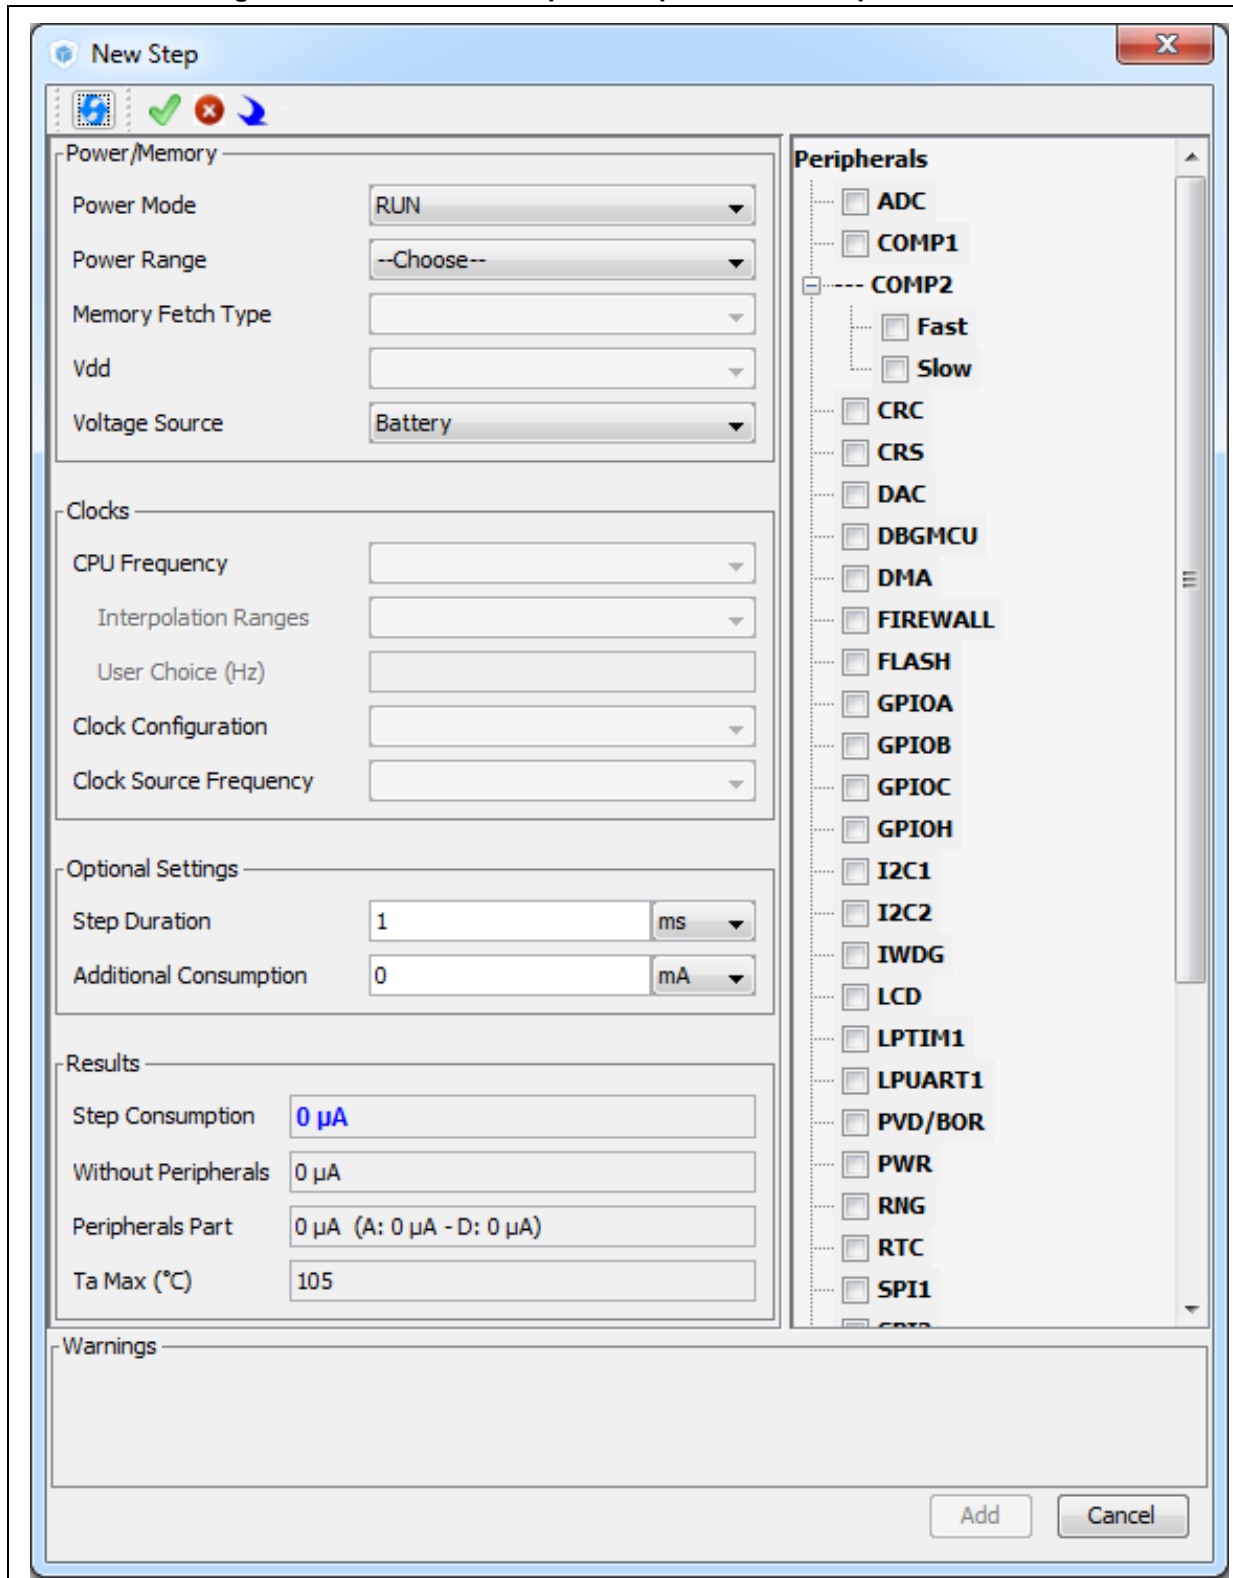 New Step
Power/Memory
Power Mode RUN
Power Range --Choose--
Memory Fetch Type
Vdd
Voltage Source Battery
Clocks
CPU Frequency
Interpolation Ranges
User Choice (Hz)
Clock Configuration
Clock Source Frequency
Optional Settings
Step Duration 1 ms
Additional Consumption 0 mA
Results
Step Consumption 0 µA
Without Peripherals 0 µA
Peripherals Part 0 µA (A: 0 µA - D: 0 µA)
Ta Max (°C) 105
Peripherals
ADC
COMP1
COMP2
Fast
Slow
CRC
CRS
DAC
DBGMCU
DMA
FIREWALL
FLASH
GPIOA
GPIOB
GPIOC
GPIOH
I2C1
I2C2
IWDG
LCD
LPTIM1
LPUART1
PVD/BOR
PWR
RNG
RTC
SPI1
Warnings
Add Cancel